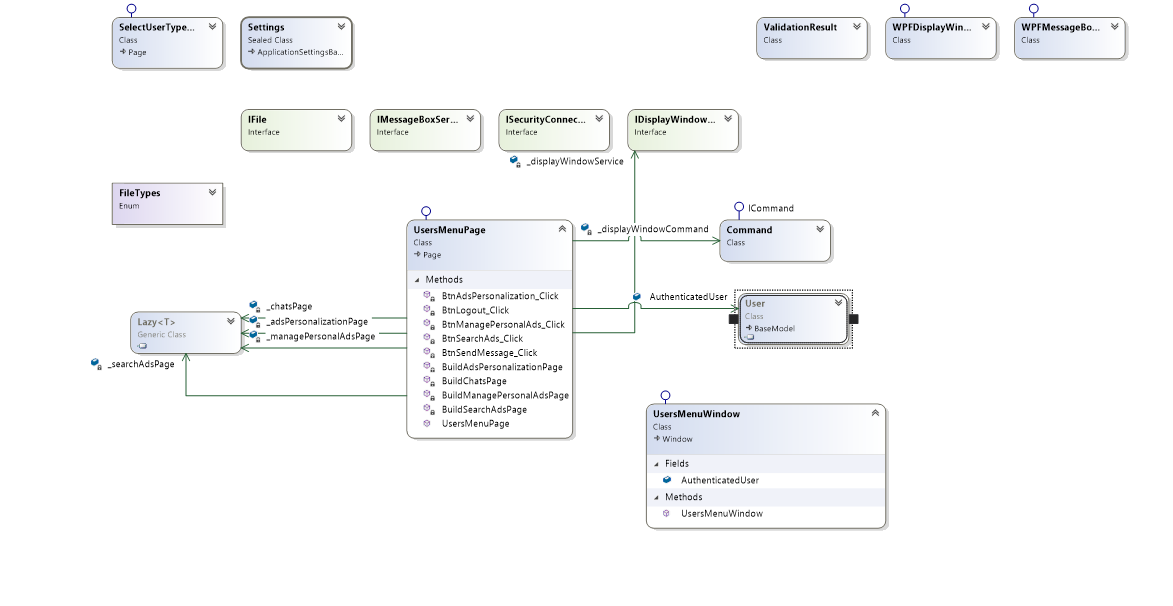 SelectUserType...
Class
Page
Settings
Sealed Class
ApplicationSettingsBa...
ValidationResult
Class
WPFDisplayWin...
Class
WPFMessageBo...
Class
IFile
Interface
IMessageBoxSer...
Interface
ISecurityConnec...
Interface
IDisplayWindow...
Interface
_displayWindowService
FileTypes
Enum
UsersMenuPage
Class
Page
Methods
BtnAdsPersonalization_Click
BtnLogout_Click
BtnManagePersonalAds_Click
BtnSearchAds_Click
BtnSendMessage_Click
BuildAdsPersonalizationPage
BuildChatsPage
BuildManagePersonalAdsPage
BuildSearchAdsPage
UsersMenuPage
_displayWindowCommand
ICommand
Command
Class
AuthenticatedUser
User
Class
BaseModel
_chatsPage
_adsPersonalizationPage
_managePersonalAdsPage
Lazy<T>
Generic Class
_searchAdsPage
UsersMenuWindow
Class
Window
Fields
AuthenticatedUser
Methods
UsersMenuWindow